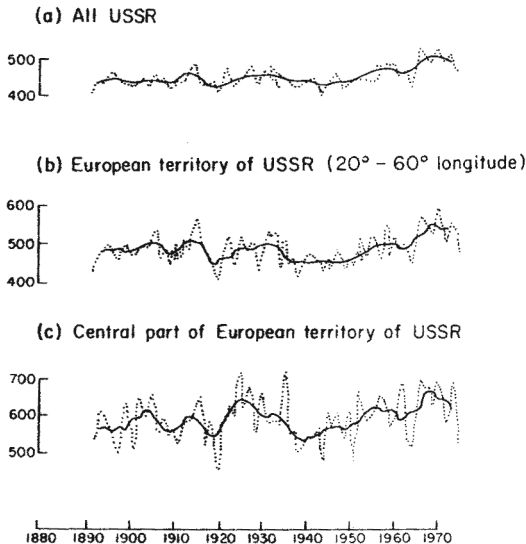 (a) All USSR
500
400
(b) European territory of USSR (20° – 60° longitude)
600
500
400
(c) Central part of European territory of USSR
700
600
500
1880 1890 1900 1910 1920 1930 1940 1950 1960 1970